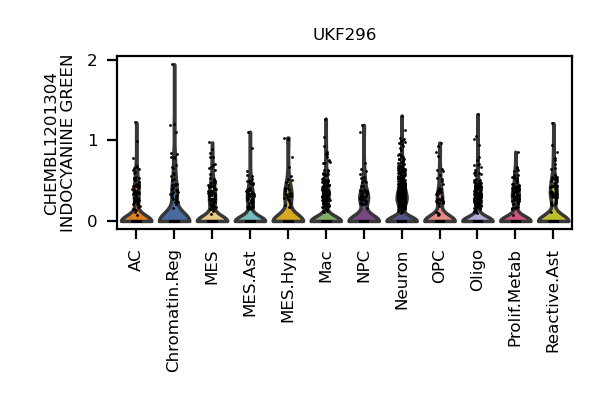 UKF296
CHEMBL1201304
INDOCYANINE GREEN
2
1
0
AC
Chromatin.Reg
MES
MES.Ast
MES.Hyp
Mac
NPC
Neuron
OPC
Oligo
Prolif.Metab
Reactive.Ast